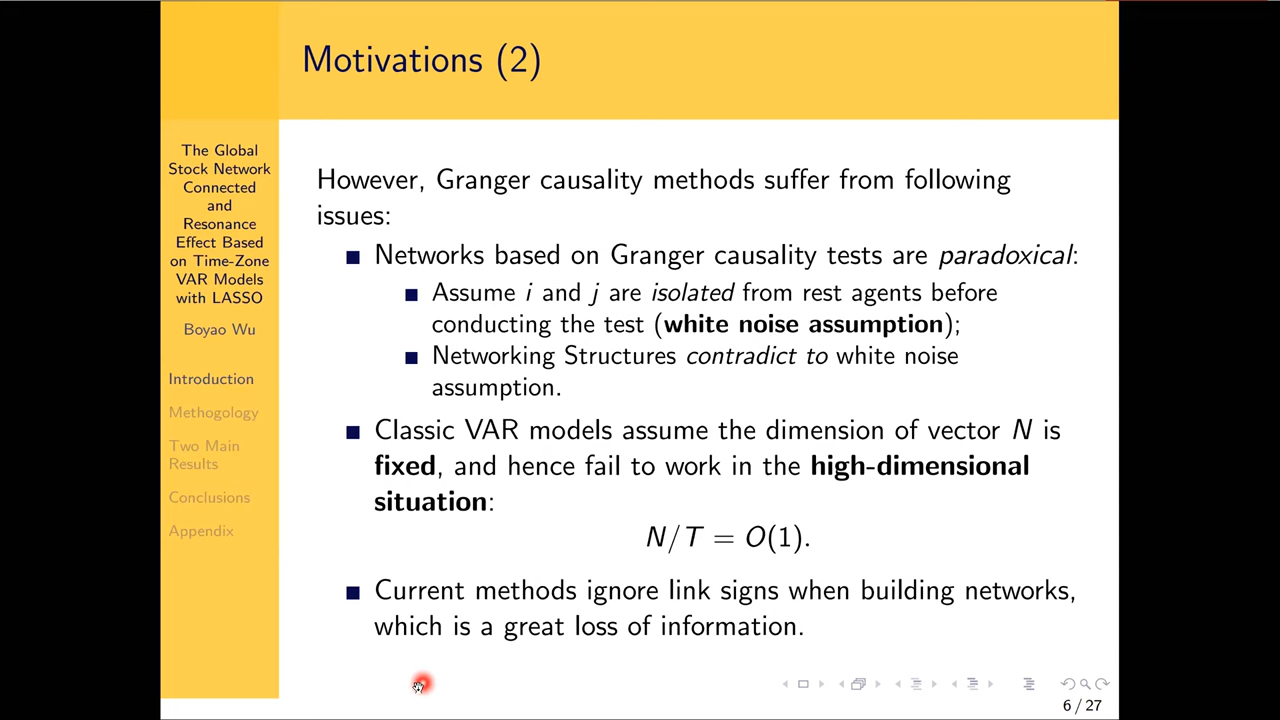 Motivations (2)
The Global
Stock Network
Connected
and
Resonance
Effect Based
on Time-Zone
VAR Models
with LASSO
Boyao Wu
Introduction
Methogology
Two Main
Results
Conclusions
Appendix
However, Granger causality methods suffer from following
issues:
Networks based on Granger causality tests are paradoxical:
Assume i and j are isolated from rest agents before
conducting the test (white noise assumption);
Networking Structures contradict to white noise
assumption.
Classic VAR models assume the dimension of vector N is
fixed, and hence fail to work in the high-dimensional
situation:
N/T = O(1).
Current methods ignore link signs when building networks,
which is a great loss of information.
6 / 27